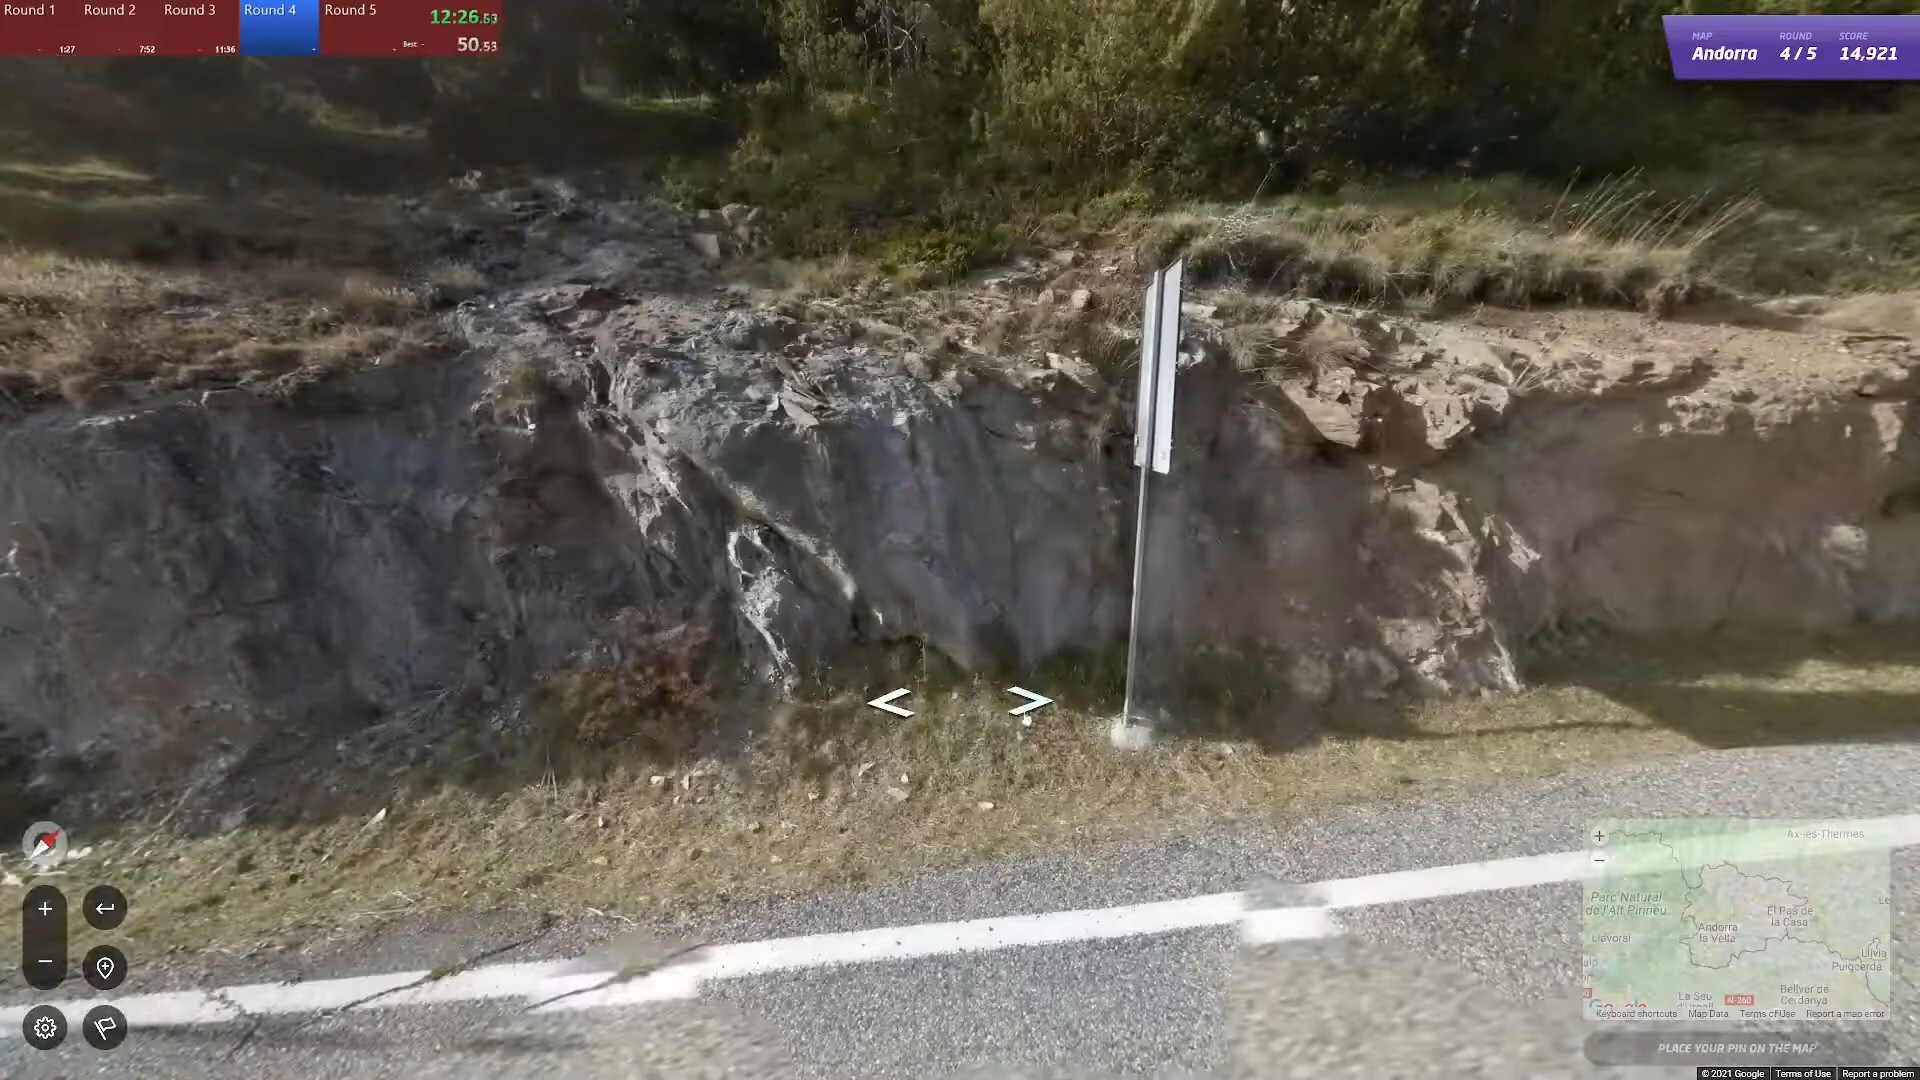 Round 1
Round 2
Round 3
Round 4
Round 5
12:26.53
1:27
7:52
11:36
Best: -
50.53
MAP
ROUND
SCORE
Andorra
4 / 5
14,921
Ax-les-Thermes
Parc Natural
de l'Alt Pirineu
El Pas de
la Casa
Andorra
la Vella
Llavorsí
Llívia
Puigcerdà
Bellver de
Cerdanya
La Seu
d'Urgell
N-260
Google
Keyboard shortcuts
Map Data
Terms of Use
Report a map error
PLACE YOUR PIN ON THE MAP
© 2021 Google
Terms of Use
Report a problem